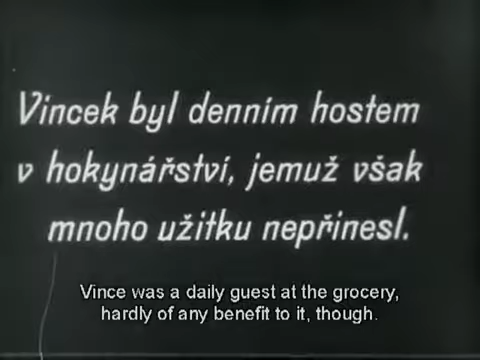 Vincek byl denním hostem
v hokynářství, jemuž však
mnoho užitku nepřinesl.
Vince was a daily guest at the grocery,
hardly of any benefit to it, though.